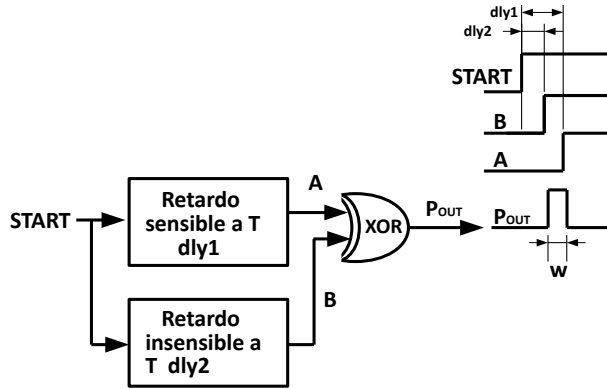 dly1
dly2
START
B
A
START
Retardo
sensible a T
dly1
A
XOR
POUT
POUT
W
B
Retardo
insensible a
T dly2